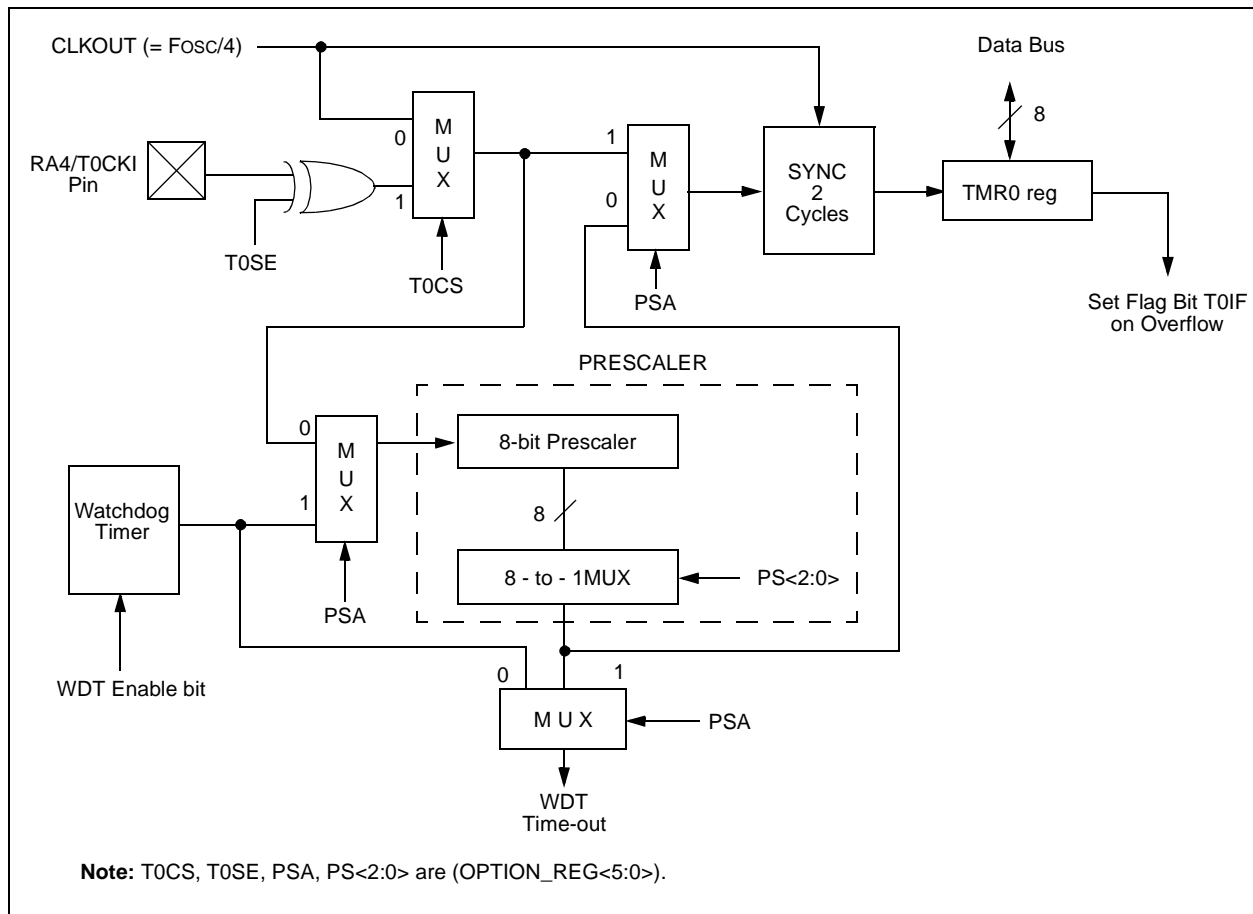 CLKOUT (= FOSC/4)
Data Bus
8
0
M
U
X
1
RA4/T0CKI
Pin
T0SE
T0CS
1
M
U
X
0
PSA
SYNC
2
Cycles
TMR0 reg
Set Flag Bit T0IF
on Overflow
PRESCALER
0
M
U
X
1
PSA
8-bit Prescaler
8
8 - to - 1MUX
PS<2:0>
Watchdog
Timer
WDT Enable bit
0
1
M U X
PSA
WDT
Time-out
Note: T0CS, T0SE, PSA, PS<2:0> are (OPTION_REG<5:0>).